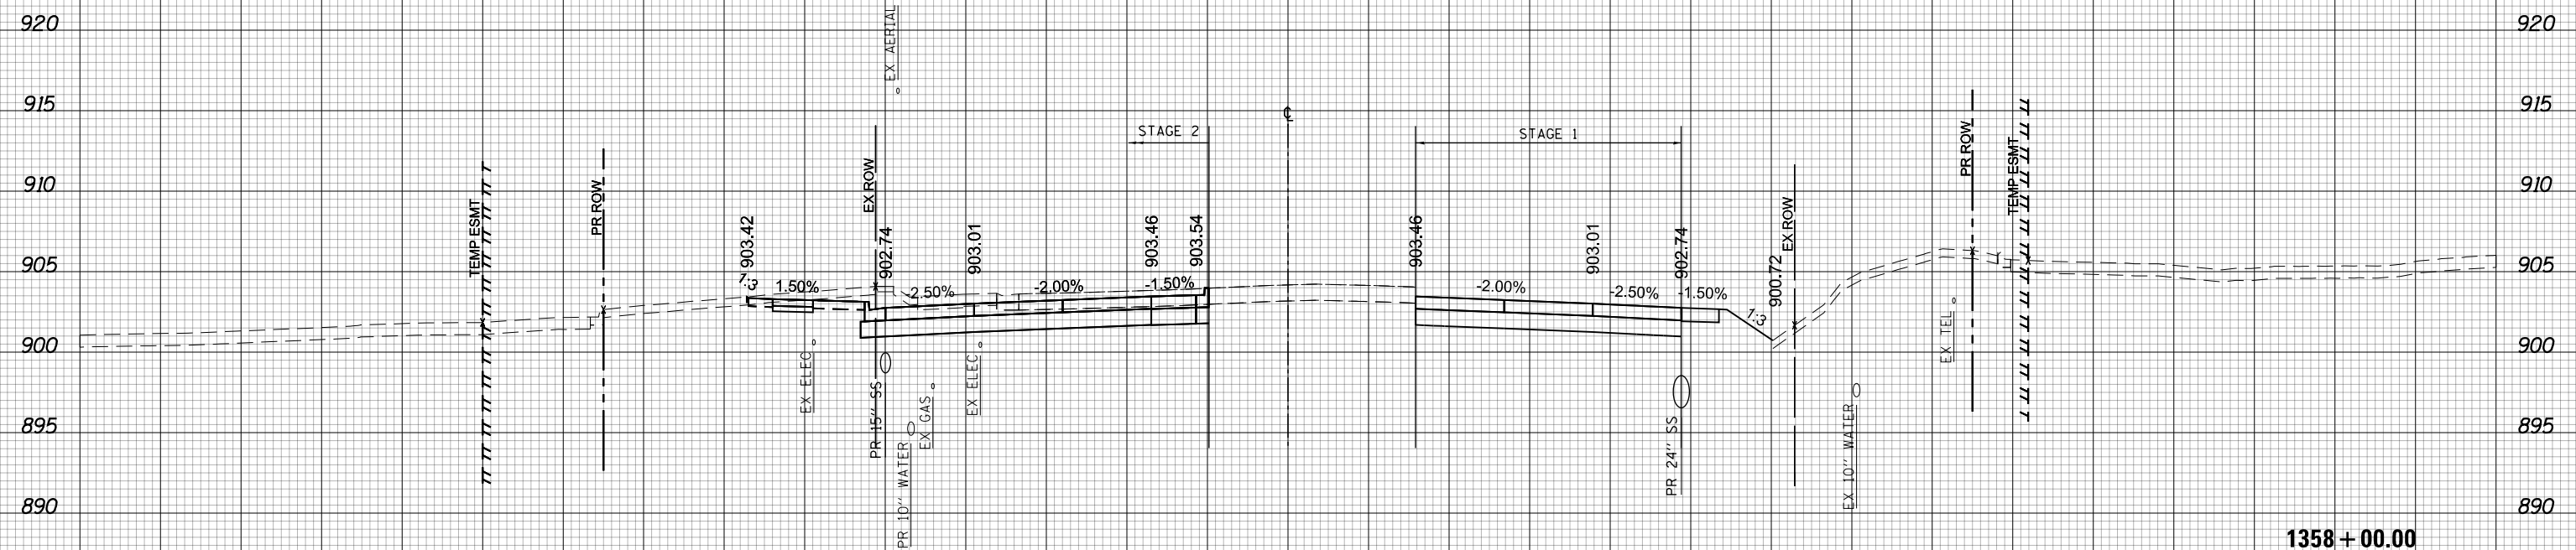 920
920
EX AERIAL
915
915
℄
STAGE 2
STAGE 1
910
910
TEMP ESMT
PR ROW
EX ROW
EX ROW
PR ROW
TEMP ESMT
903.42
902.74
903.01
903.46
903.54
903.46
903.01
902.74
900.72
905
905
1:3
1.50%
-2.50%
-2.00%
-1.50%
-2.00%
-2.50%
-1.50%
1:3
900
900
EX ELEC
PR 15" SS
PR 10" WATER
EX GAS
EX ELEC
PR 24" SS
EX 10" WATER
EX TEL
895
895
890
890
1358+00.00